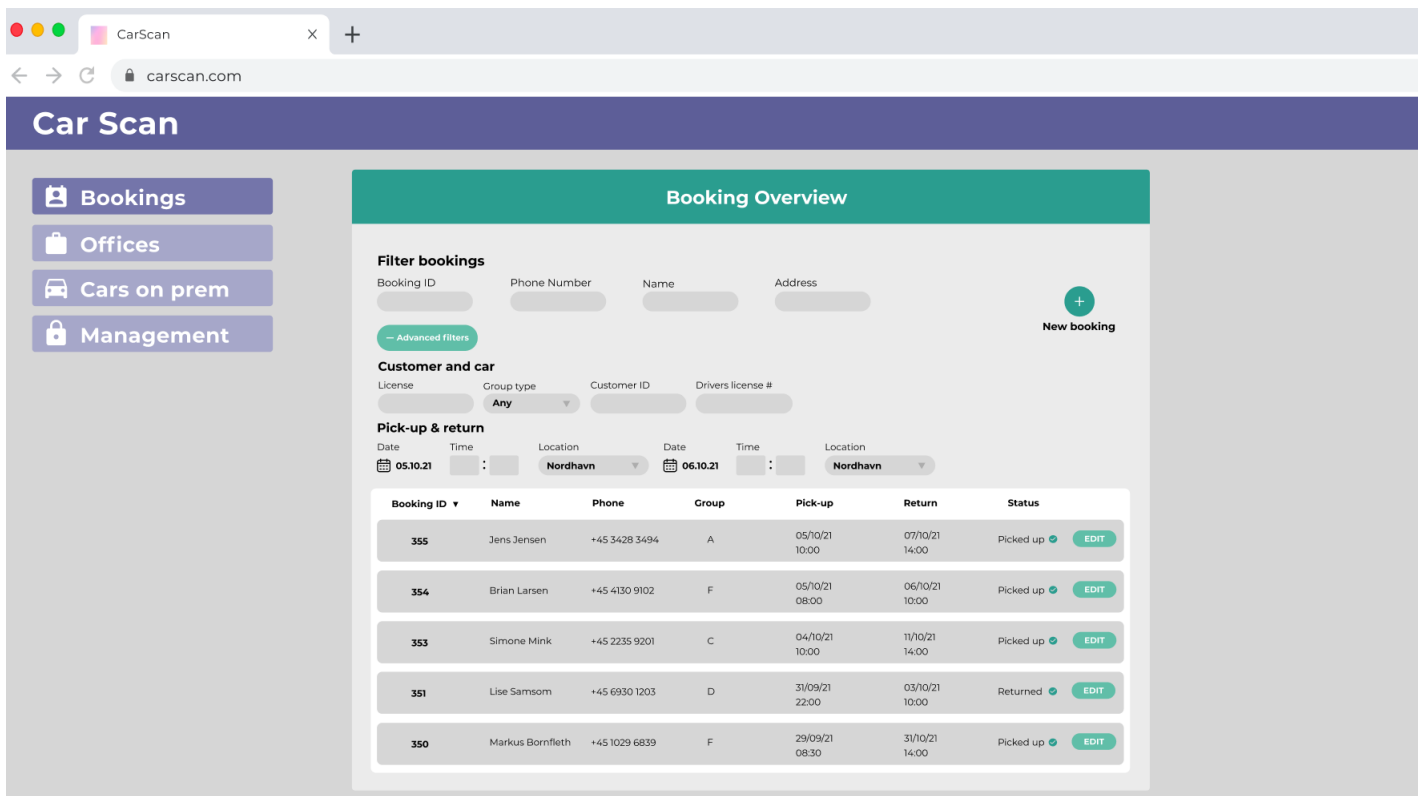 CarScan
carscan.com
Car Scan
Bookings
Offices
Cars on prem
Management
Booking Overview
Filter bookings
Booking ID Phone Number Name Address
New booking
— Advanced filters
Customer and car
License Group type Customer ID Drivers license #
Any
Pick-up & return
Date Time Location Date Time Location
05.10.21 : Nordhavn 06.10.21 : Nordhavn
Booking ID Name Phone Group Pick-up Return Status
355 Jens Jensen +45 3428 3494 A 05/10/21 10:00 07/10/21 14:00 Picked up EDIT
354 Brian Larsen +45 4130 9102 F 05/10/21 08:00 06/10/21 10:00 Picked up EDIT
353 Simone Mink +45 2235 9201 C 04/10/21 10:00 11/10/21 14:00 Picked up EDIT
351 Lise Samsom +45 6930 1203 D 31/09/21 22:00 03/10/21 10:00 Returned EDIT
350 Markus Bornfleth +45 1029 6839 F 29/09/21 08:30 31/10/21 14:00 Picked up EDIT